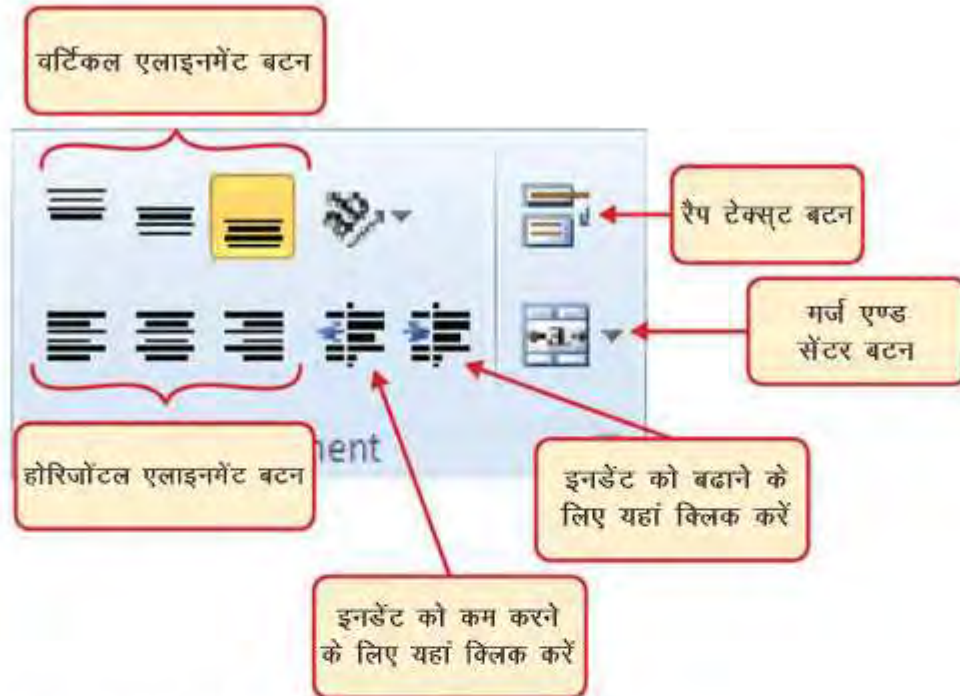 वर्टिकल एलाइनमेंट बटन
रैप टेक्स्ट बटन
मर्ज एण्ड
सेंटर बटन
होरिजोंटल एलाइनमेंट बटन
ment
इनडेंट को बढाने के
लिए यहां क्लिक करें
इनडेंट को कम करने
के लिए यहां क्लिक करें